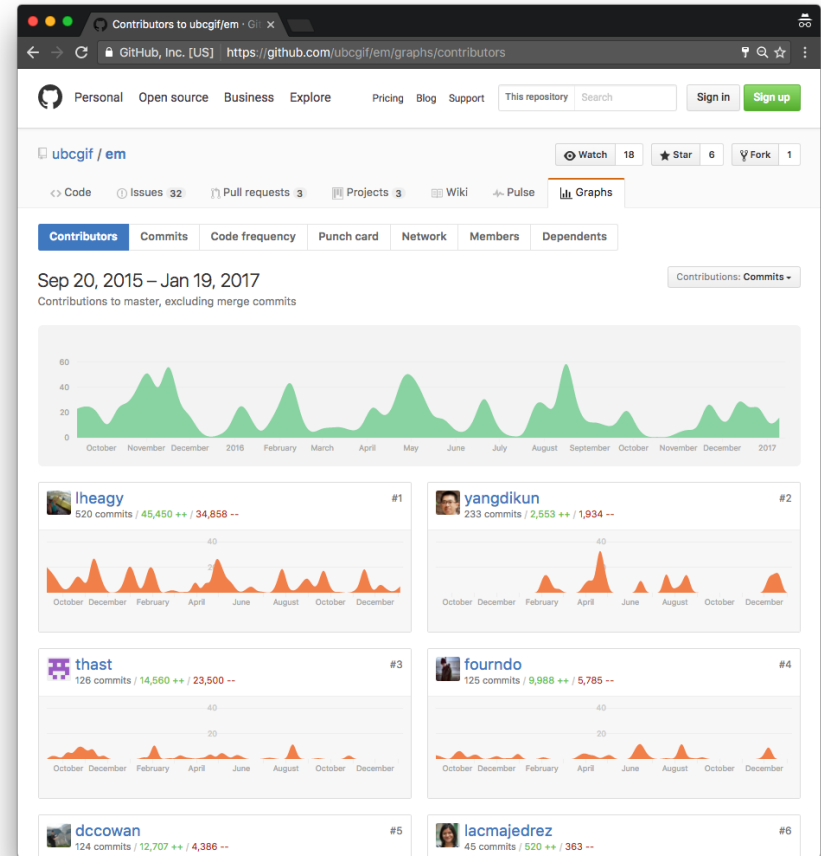 Contributors to ubcgif/em · Git
GitHub, Inc. [US] https://github.com/ubcgif/em/graphs/contributors
Personal Open source Business Explore Pricing Blog Support This repository Search Sign in Sign up
ubcgif / em Watch 18 Star 6 Fork 1
Code Issues 32 Pull requests 3 Projects 3 Wiki Pulse Graphs
Contributors Commits Code frequency Punch card Network Members Dependents
Sep 20, 2015 – Jan 19, 2017 Contributions: Commits
Contributions to master, excluding merge commits
60
40
20
0
October November December 2016 February March April May June July August September October November December 2017
lheagy #1
520 commits / 45,450 ++ / 34,858 --
40
October December February April June August October December
yangdikun #2
233 commits / 2,553 ++ / 1,934 --
40
October December February April June August October December
thast #3
126 commits / 14,560 ++ / 23,500 --
40
20
October December February April June August October December
fourndo #4
125 commits / 9,988 ++ / 5,785 --
40
20
October December February April June August October December
dccowan #5
124 commits / 12,707 ++ / 4,386 --
lacmajedrez #6
45 commits / 520 ++ / 363 --